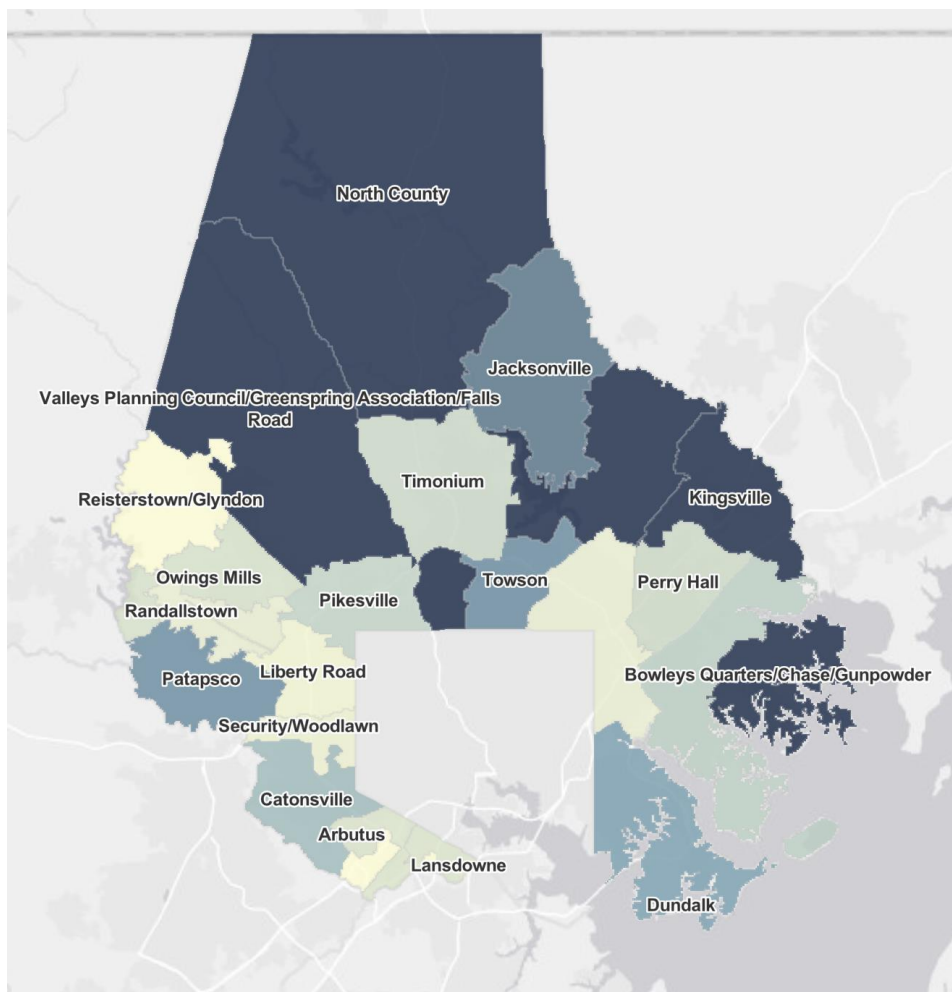 North County
Jacksonville
Valleys Planning Council/Greenspring Association/Falls
Road
Timonium
Reisterstown/Glyndon
Kingsville
Owings Mills
Towson
Perry Hall
Pikesville
Randallstown
Patapsco
Liberty Road
Bowleys Quarters/Chase/Gunpowder
Security/Woodlawn
Catonsville
Arbutus
Lansdowne
Dundalk